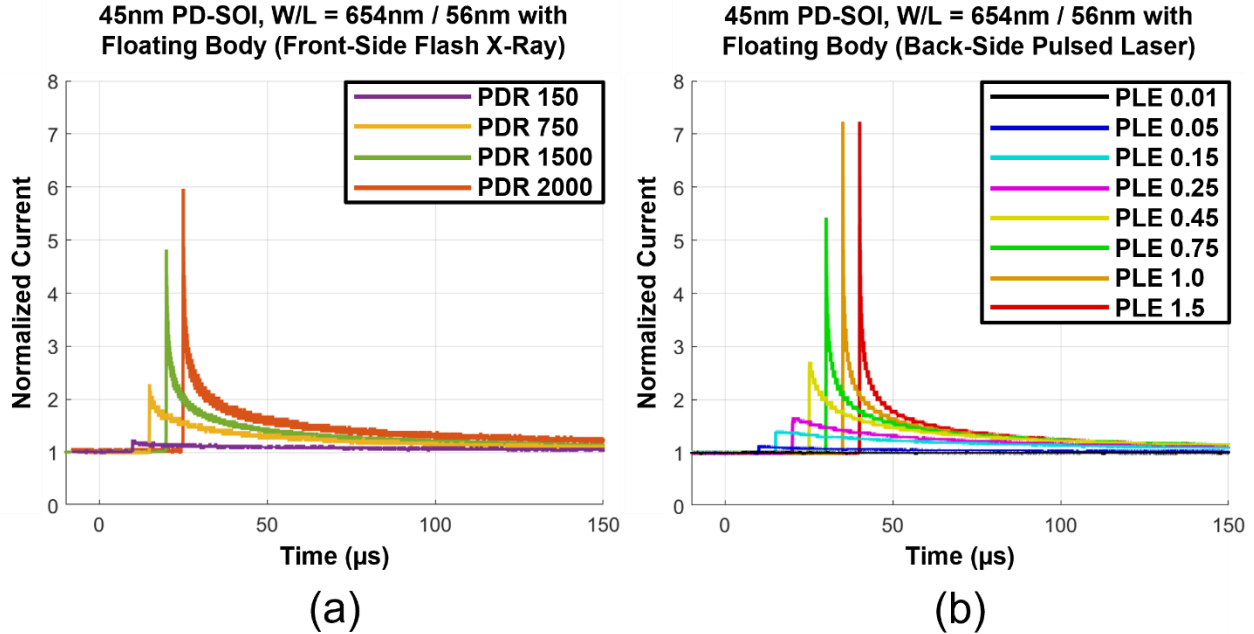 45nm PD-SOI, W/L = 654nm / 56nm with
Floating Body (Front-Side Flash X-Ray)
8
7
6
5
4
3
2
1
0
Normalized Current
PDR 150
PDR 750
PDR 1500
PDR 2000
0
50
100
150
Time (µs)
(a)
45nm PD-SOI, W/L = 654nm / 56nm with
Floating Body (Back-Side Pulsed Laser)
8
7
6
5
4
3
2
1
0
Normalized Current
PLE 0.01
PLE 0.05
PLE 0.15
PLE 0.25
PLE 0.45
PLE 0.75
PLE 1.0
PLE 1.5
0
50
100
150
Time (µs)
(b)